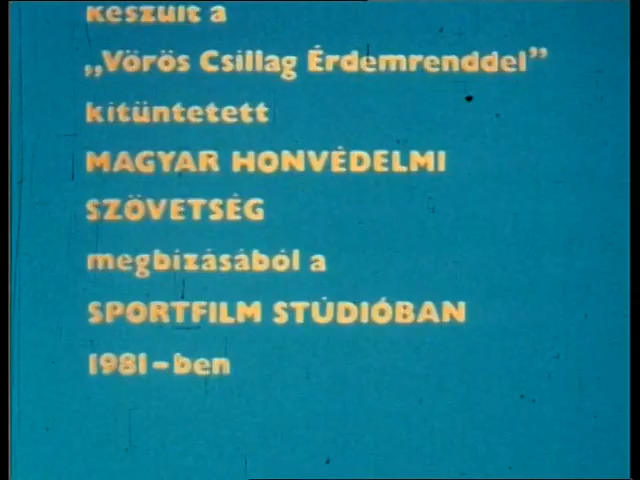 készült a
„Vörös Csillag Érdemrenddel”
kitüntetett
MAGYAR HONVÉDELMI
SZÖVETSÉG
megbízásából a
SPORTFILM STÚDIÓBAN
1981-ben